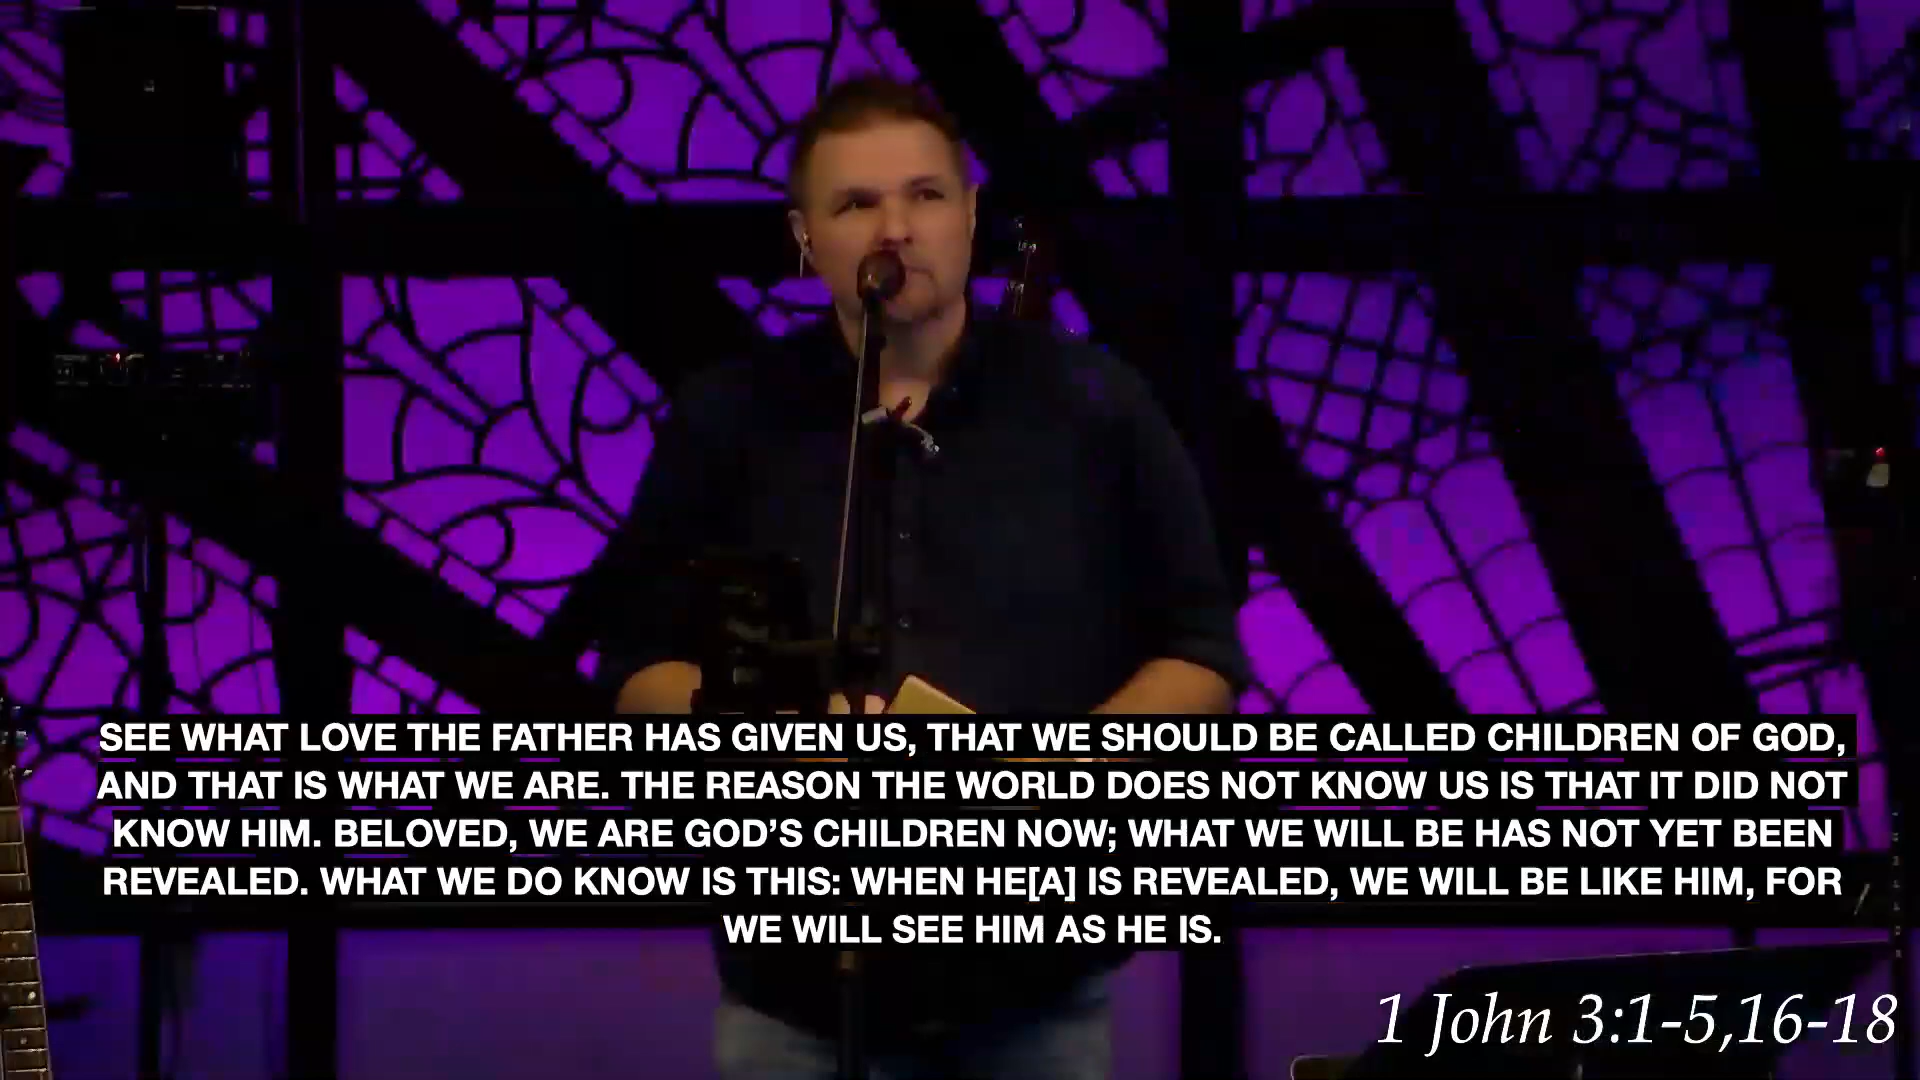 SEE WHAT LOVE THE FATHER HAS GIVEN US, THAT WE SHOULD BE CALLED CHILDREN OF GOD,
AND THAT IS WHAT WE ARE. THE REASON THE WORLD DOES NOT KNOW US IS THAT IT DID NOT
KNOW HIM. BELOVED, WE ARE GOD’S CHILDREN NOW; WHAT WE WILL BE HAS NOT YET BEEN
REVEALED. WHAT WE DO KNOW IS THIS: WHEN HE[A] IS REVEALED, WE WILL BE LIKE HIM, FOR
WE WILL SEE HIM AS HE IS.
1 John 3:1-5,16-18